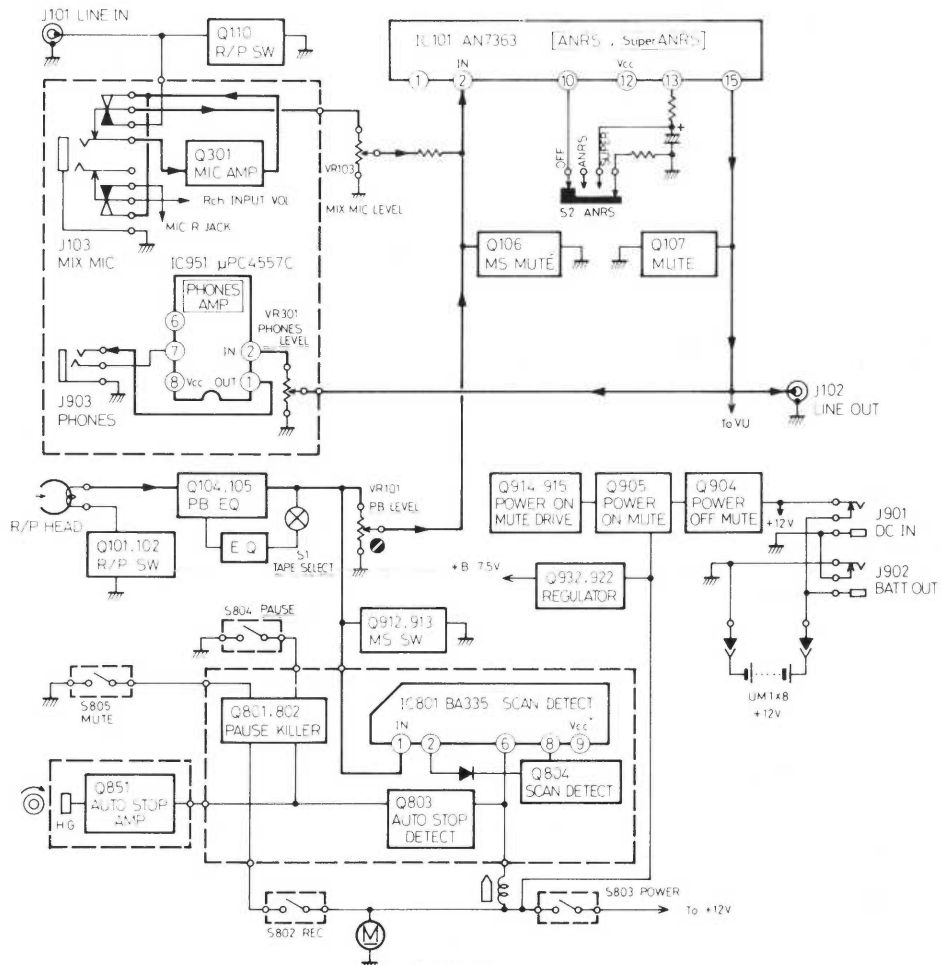 J101 LINE IN
Q110
R/P SW
IC101 AN7363
[ANRS , Super ANRS]
IN
Vcc
1
2
10
12
13
15
Q301
MIC AMP
VR103
MIX MIC LEVEL
Rch INPUT VOL
MIC R JACK
J103
MIX MIC
OFF
ANRS
SUPER
+
S2 ANRS
Q106
MS MUTE
Q107
MUTE
IC951 µPC4557C
PHONES
AMP
6
7
8
Vcc
IN
2
OUT
1
VR301
PHONES
LEVEL
J903
PHONES
J102
LINE OUT
To VU
R/P HEAD
Q104,105
PB EQ
EQ
S1
TAPE SELECT
VR101
PB LEVEL
Q101,102
R/P SW
Q914-915
POWER ON
MUTE DRIVE
Q905
POWER
ON MUTE
Q904
POWER
OFF MUTE
+12V
J901
DC IN
J902
BATT OUT
+B 7.5V
Q932,922
REGULATOR
UM1×8
+12V
S804 PAUSE
Q912,913
MS SW
S805
MUTE
Q801,802
PAUSE KILLER
IC801 BA335 SCAN DETECT
IN
Vcc
1
2
6
8
9
Q804
SCAN DETECT
Q851
AUTO STOP
AMP
H.G
Q803
AUTO STOP
DETECT
S802 REC
M
S803 POWER
To +12V